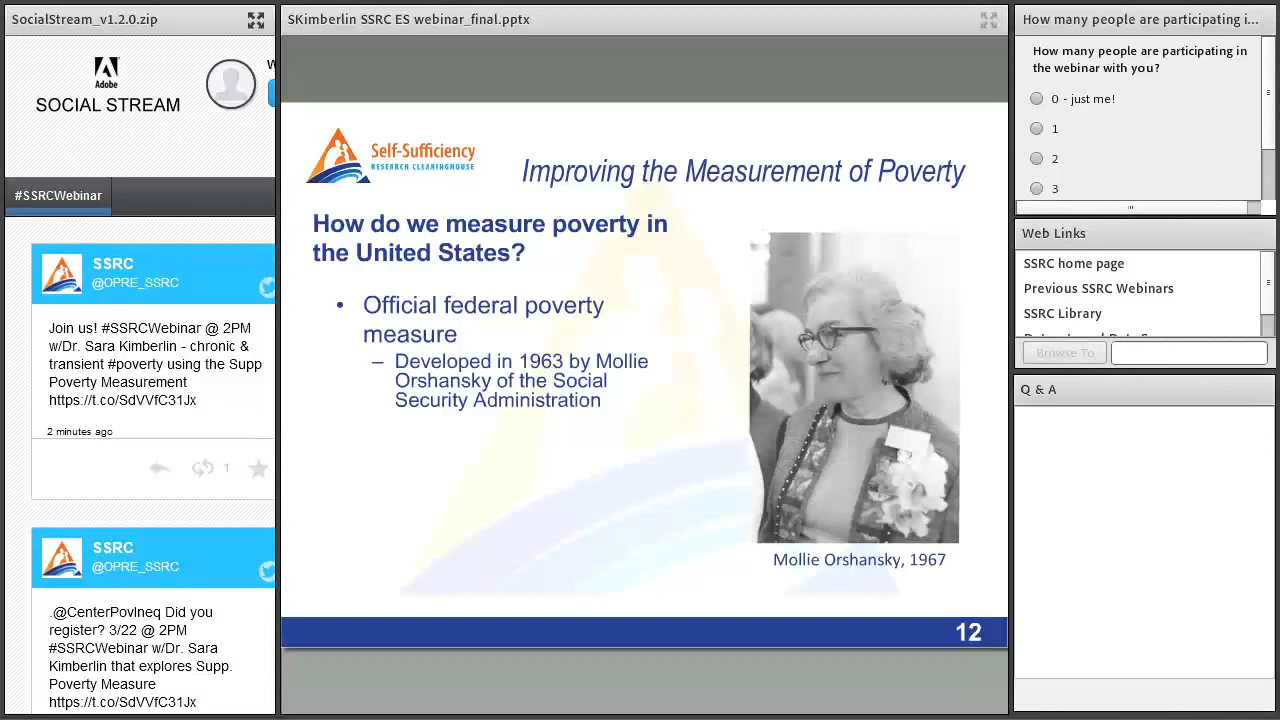 SocialStream_v1.2.0.zip
Adobe
SOCIAL STREAM
#SSRCWebinar
SSRC
@OPRE_SSRC
Join us! #SSRCWebinar @ 2PM
w/Dr. Sara Kimberlin - chronic &
transient #poverty using the Supp
Poverty Measurement
https://t.co/SdVVfC31Jx
2 minutes ago
1
SSRC
@OPRE_SSRC
.@CenterPovIneq Did you
register? 3/22 @ 2PM
#SSRCWebinar w/Dr. Sara
Kimberlin that explores Supp.
Poverty Measure
https://t.co/SdVVfC31Jx
SKimberlin SSRC ES webinar_final.pptx
Self-Sufficiency
RESEARCH CLEARINGHOUSE
Improving the Measurement of Poverty
How do we measure poverty in
the United States?
• Official federal poverty
measure
– Developed in 1963 by Mollie
Orshansky of the Social
Security Administration
Mollie Orshansky, 1967
12
How many people are participating i...
How many people are participating in
the webinar with you?
0 - just me!
1
2
3
Web Links
SSRC home page
Previous SSRC Webinars
SSRC Library
Browse To
Q & A